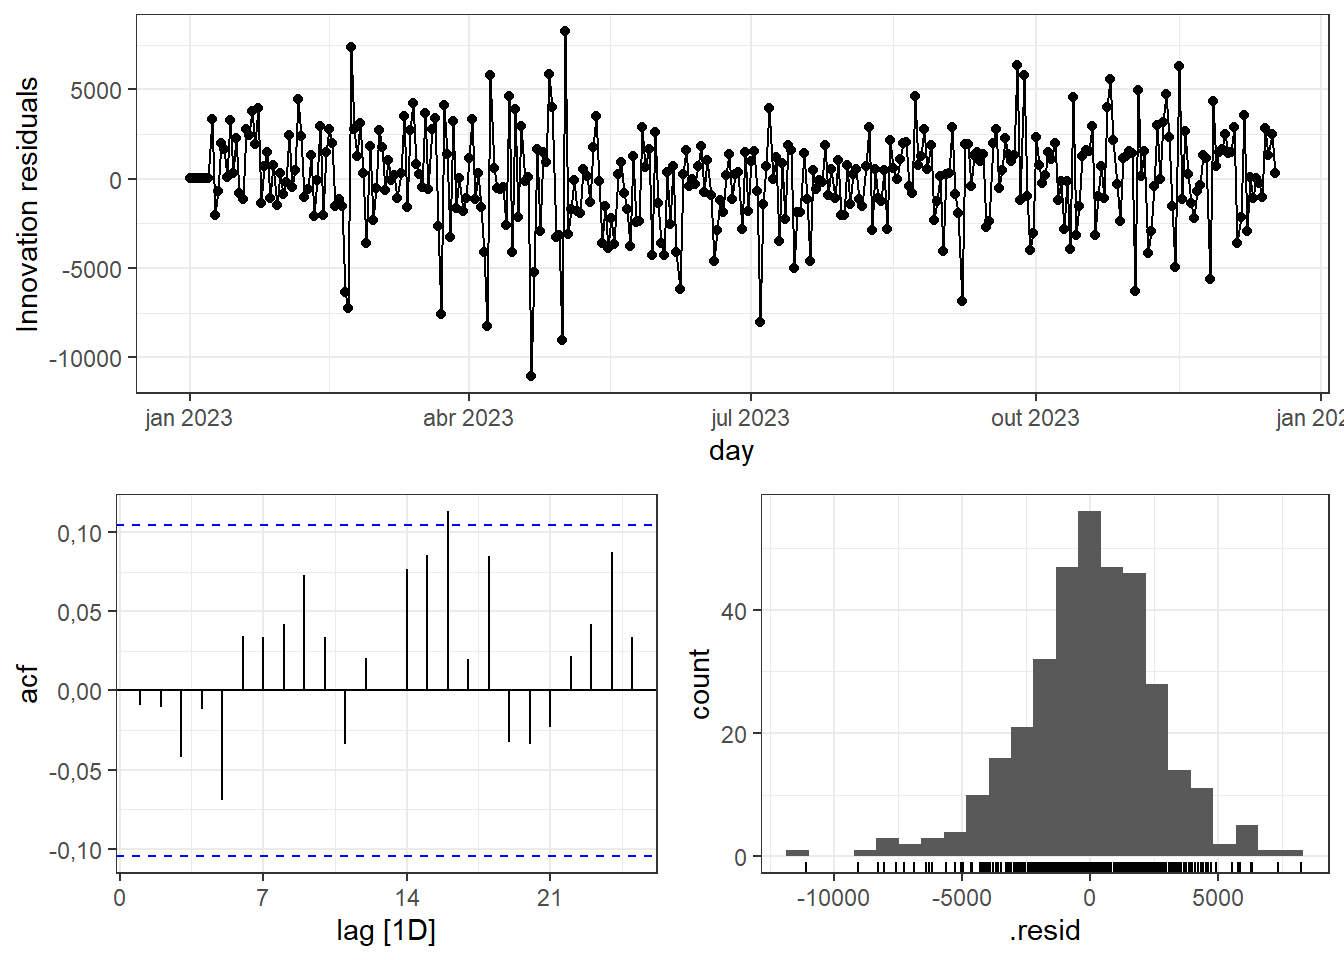 Innovation residuals
5000
0
-5000
-10000
jan 2023
abr 2023
jul 2023
out 2023
jan 202
day
acf
0,10
0,05
0,00
-0,05
-0,10
0
7
14
21
lag [1D]
count
40
20
0
-10000
-5000
0
5000
.resid